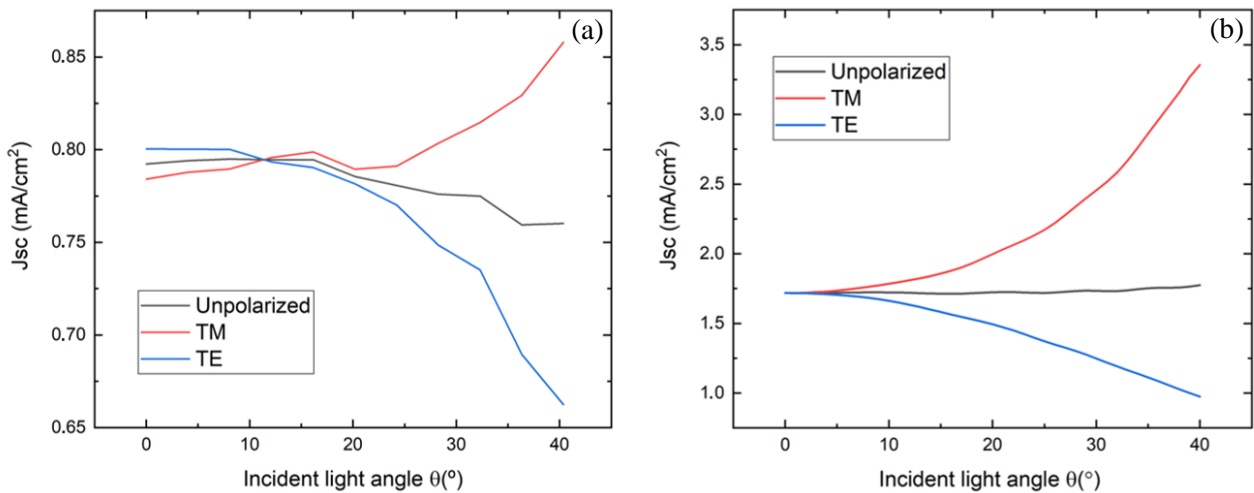 (a)
0.85
0.80
0.75
0.70
0.65
Jsc (mA/cm²)
Unpolarized
TM
TE
0 10 20 30 40
Incident light angle θ(º)
(b)
3.5
3.0
2.5
2.0
1.5
1.0
Jsc (mA/cm²)
Unpolarized
TM
TE
0 10 20 30 40
Incident light angle θ(°)